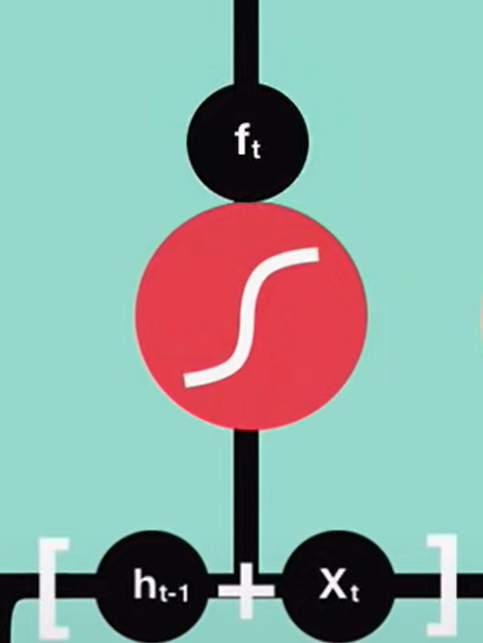 fₜ
[ hₜ₋₁ + Xₜ ]